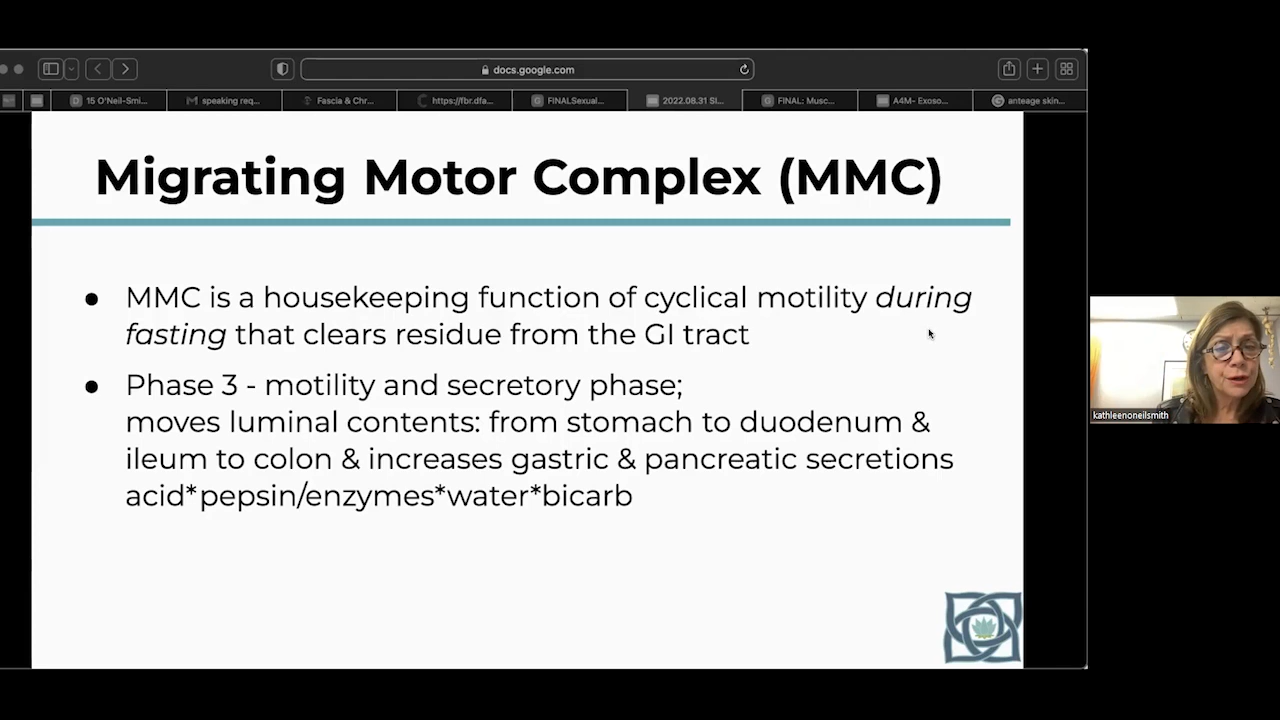 docs.google.com
15 O'Neil-Smi...
speaking req...
Fascia & Chr...
https://fbr.dfa...
FINALSexual...
2022.08.31 Sl...
FINAL: Musc...
A4M- Exoso...
anteage skin...
Migrating Motor Complex (MMC)
● MMC is a housekeeping function of cyclical motility during
fasting that clears residue from the GI tract
● Phase 3 - motility and secretory phase;
moves luminal contents: from stomach to duodenum &
ileum to colon & increases gastric & pancreatic secretions
acid*pepsin/enzymes*water*bicarb
kathleenoneilsmith